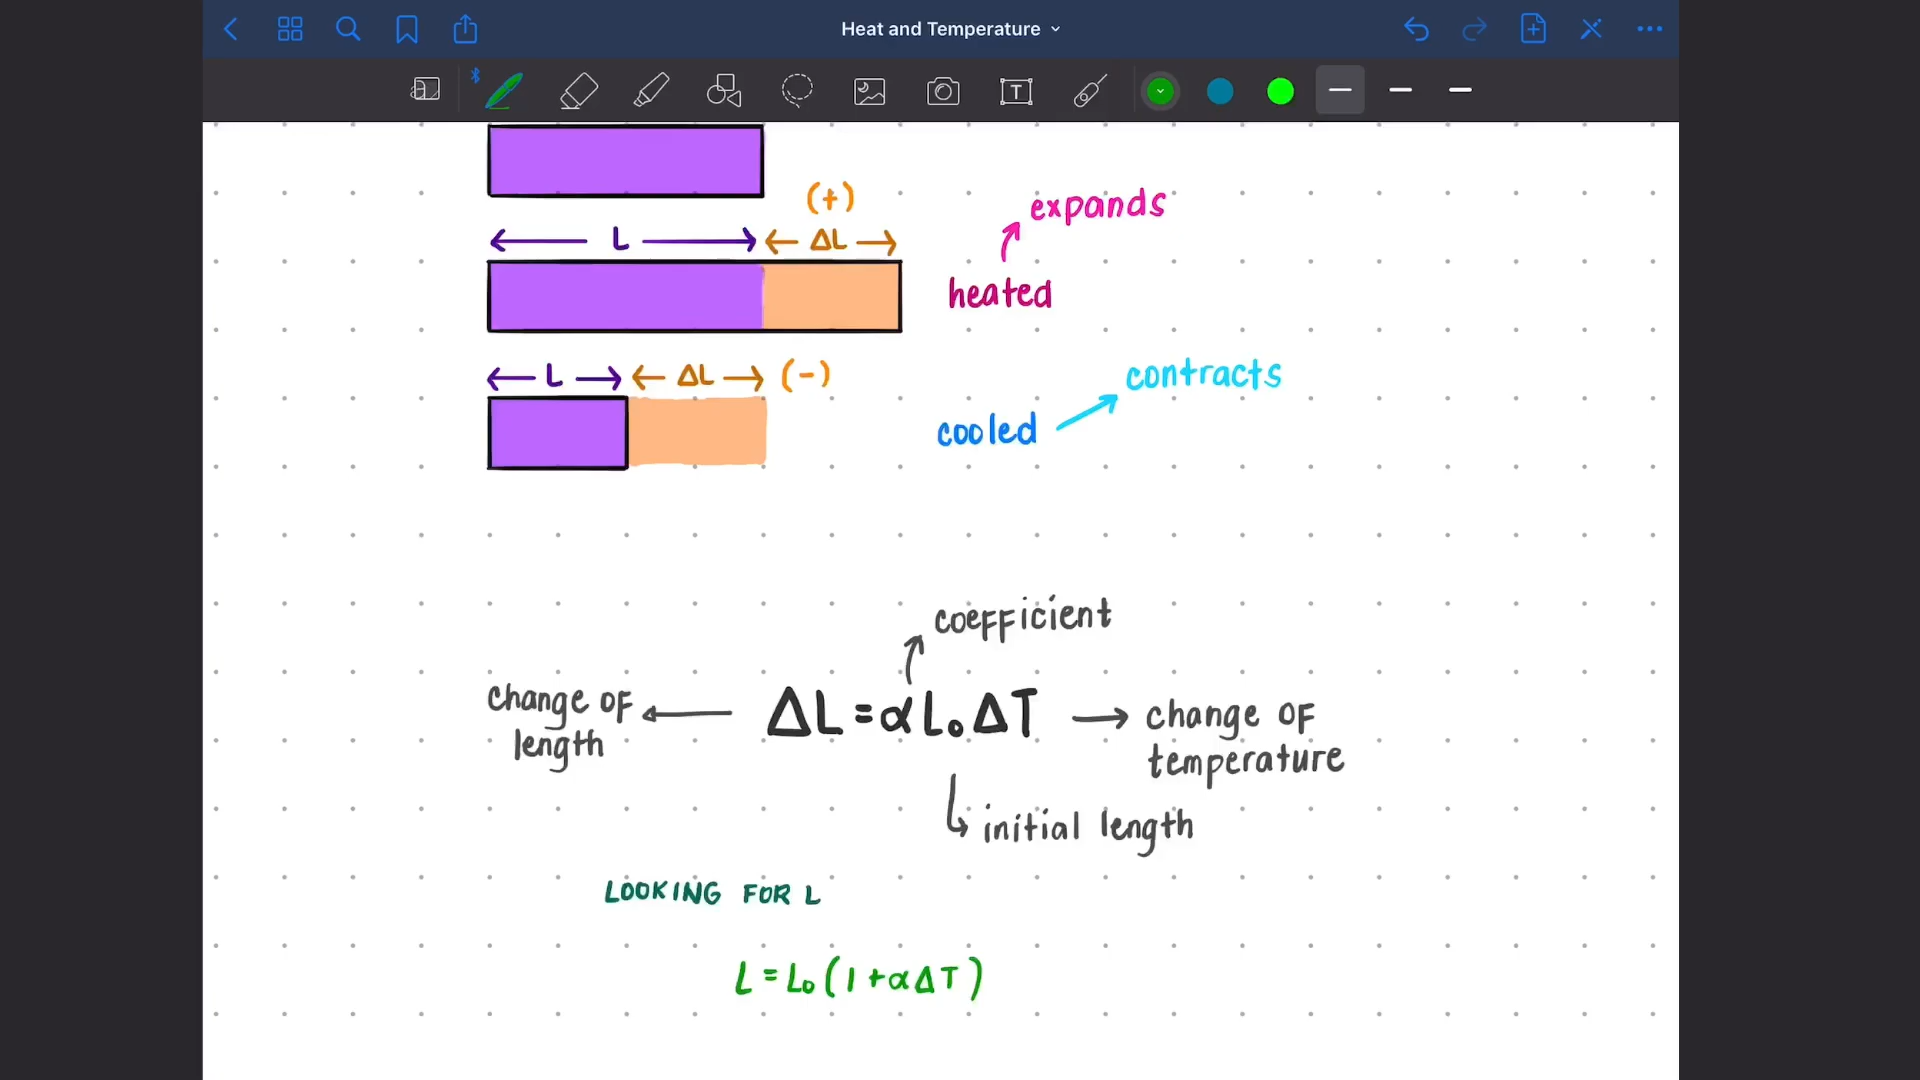 Heat and Temperature
T
(+)
L ΔL
expands
heated
L ΔL (-)
contracts
cooled
coefficient
change of
length
ΔL = αL₀ΔT
change of
temperature
initial length
LOOKING FOR L
L = L₀(1 + αΔT)